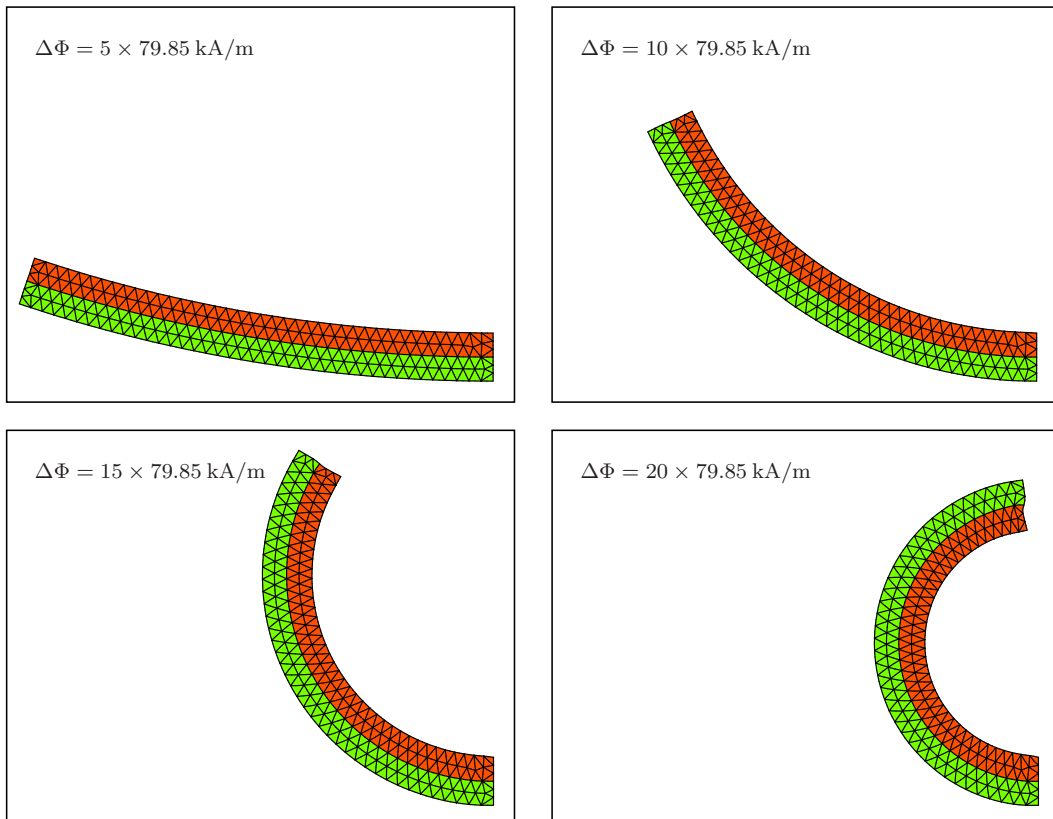 ΔΦ = 5 × 79.85 kA/m
ΔΦ = 10 × 79.85 kA/m
ΔΦ = 15 × 79.85 kA/m
ΔΦ = 20 × 79.85 kA/m